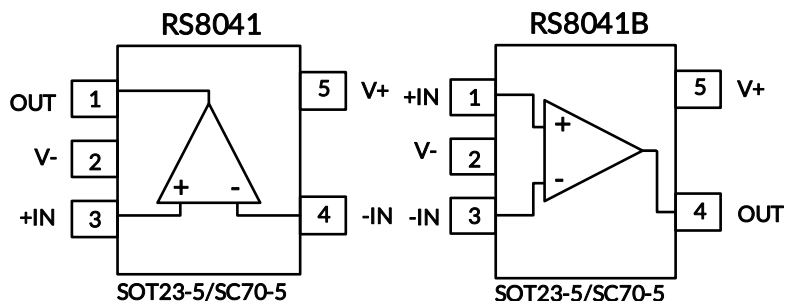 RS8041
OUT 1
V- 2
+IN 3
5 V+
4 -IN
+ -
SOT23-5/SC70-5
RS8041B
+IN 1
V- 2
-IN 3
5 V+
4 OUT
+
-
SOT23-5/SC70-5